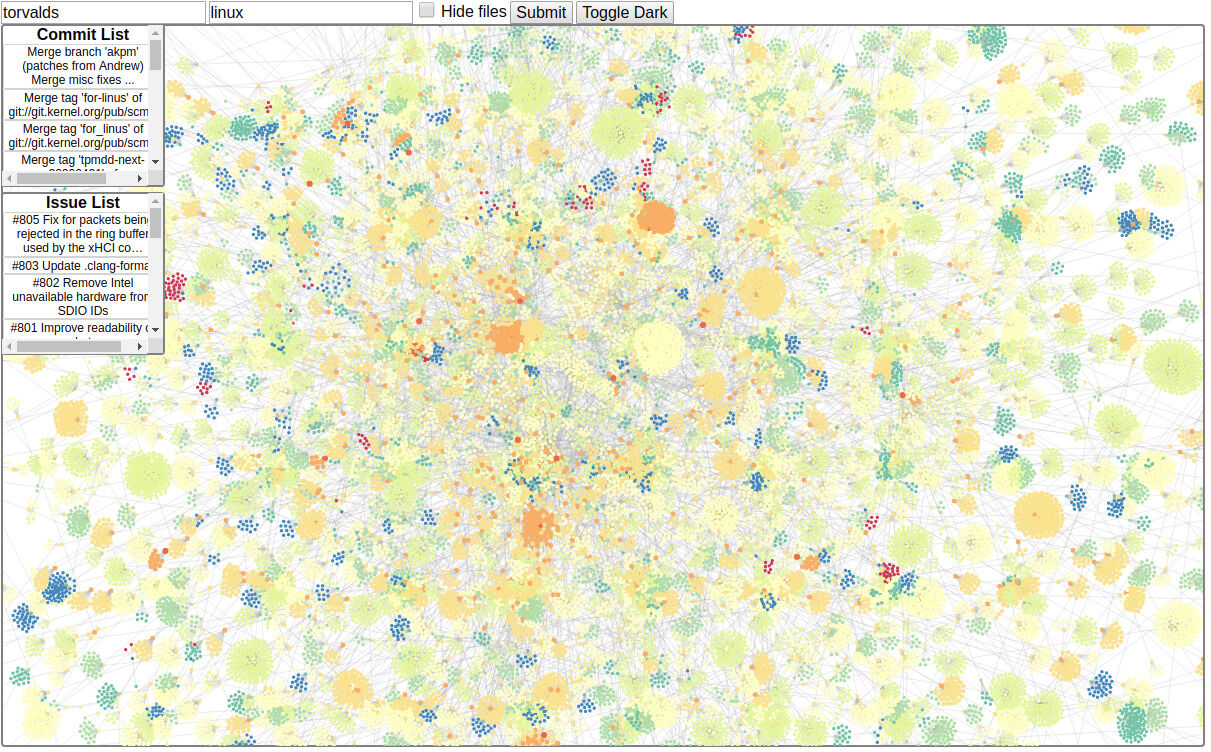 torvalds linux Hide files Submit Toggle Dark
Commit List
Merge branch 'akpm'
(patches from Andrew)
Merge misc fixes ...
Merge tag 'for-linus' of
git://git.kernel.org/pub/scm
Merge tag 'for_linus' of
git://git.kernel.org/pub/scm
Merge tag 'tpmdd-next-
Issue List
#805 Fix for packets being
rejected in the ring buffer
used by the xHCI co…
#803 Update .clang-forma
#802 Remove Intel
unavailable hardware from
SDIO IDs
#801 Improve readability o